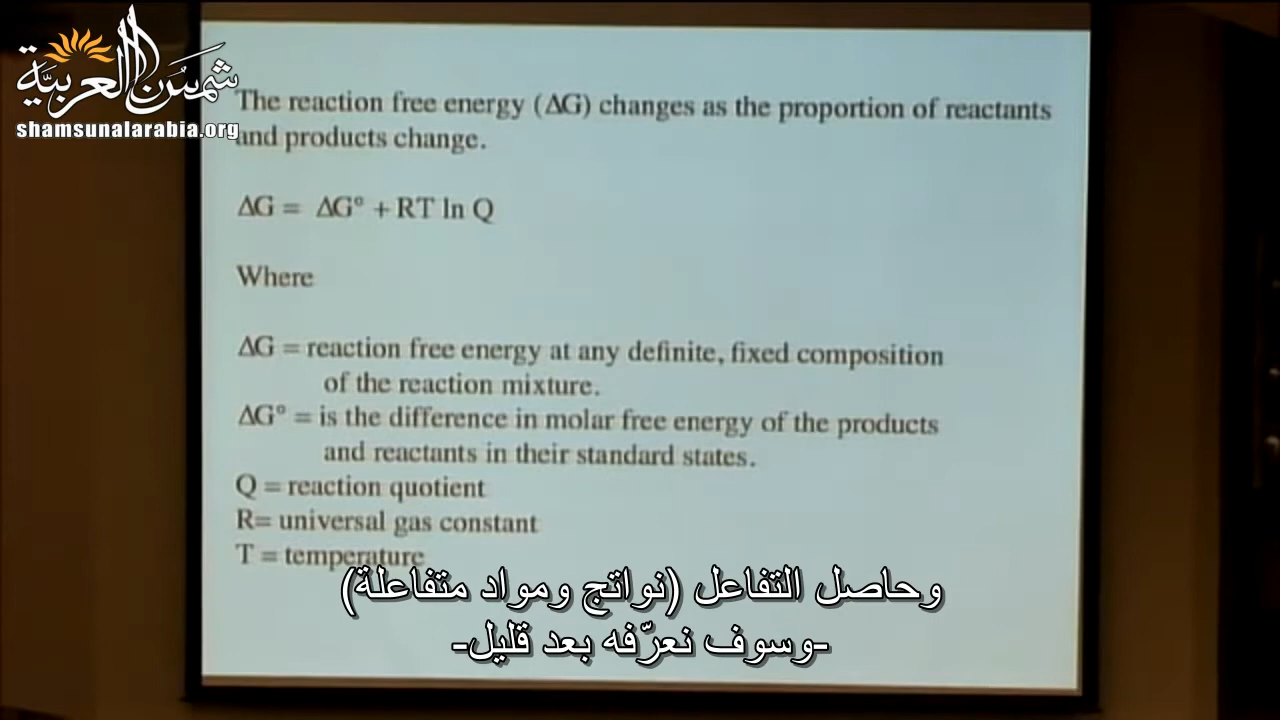 شمس العربية
shamsunalarabia.org
The reaction free energy (ΔG) changes as the proportion of reactants
and products change.
ΔG = ΔG° + RT ln Q
Where
ΔG = reaction free energy at any definite, fixed composition
of the reaction mixture.
ΔG° = is the difference in molar free energy of the products
and reactants in their standard states.
Q = reaction quotient
R= universal gas constant
T = temperature
وحاصل التفاعل (نواتج ومواد متفاعلة)
-وسوف نعرّفه بعد قليل-